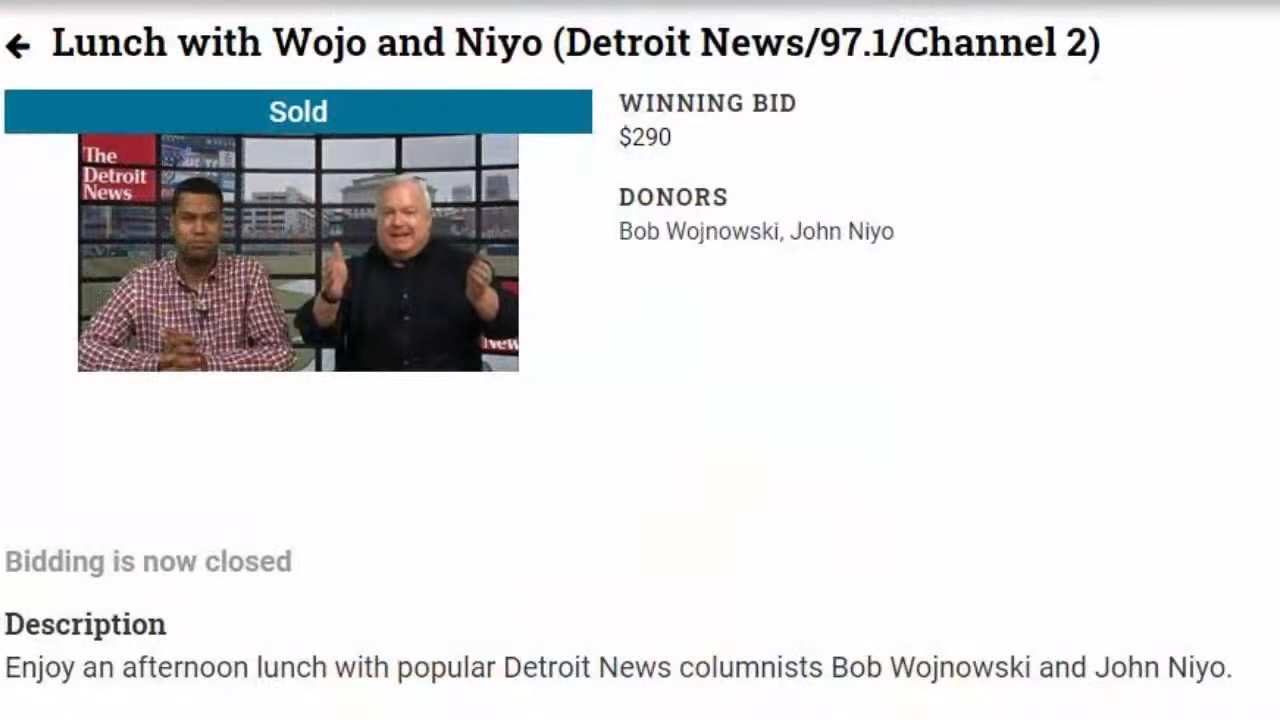 Lunch with Wojo and Niyo (Detroit News/97.1/Channel 2)
Sold
WINNING BID
$290
The
Detroit
News
DONORS
Bob Wojnowski, John Niyo
New
Bidding is now closed
Description
Enjoy an afternoon lunch with popular Detroit News columnists Bob Wojnowski and John Niyo.